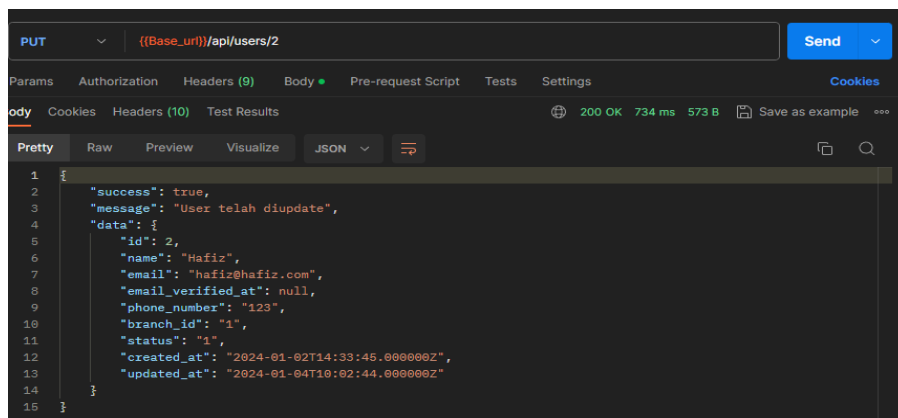 PUT {{Base_url}}/api/users/2 Send
Params Authorization Headers (9) Body Pre-request Script Tests Settings Cookies
ody Cookies Headers (10) Test Results 200 OK 734 ms 573 B Save as example
Pretty Raw Preview Visualize JSON
1 {
2 "success": true,
3 "message": "User telah diupdate",
4 "data": {
5 "id": 2,
6 "name": "Hafiz",
7 "email": "hafiz@hafiz.com",
8 "email_verified_at": null,
9 "phone_number": "123",
10 "branch_id": "1",
11 "status": "1",
12 "created_at": "2024-01-02T14:33:45.000000Z",
13 "updated_at": "2024-01-04T10:02:44.000000Z"
14 }
15 }